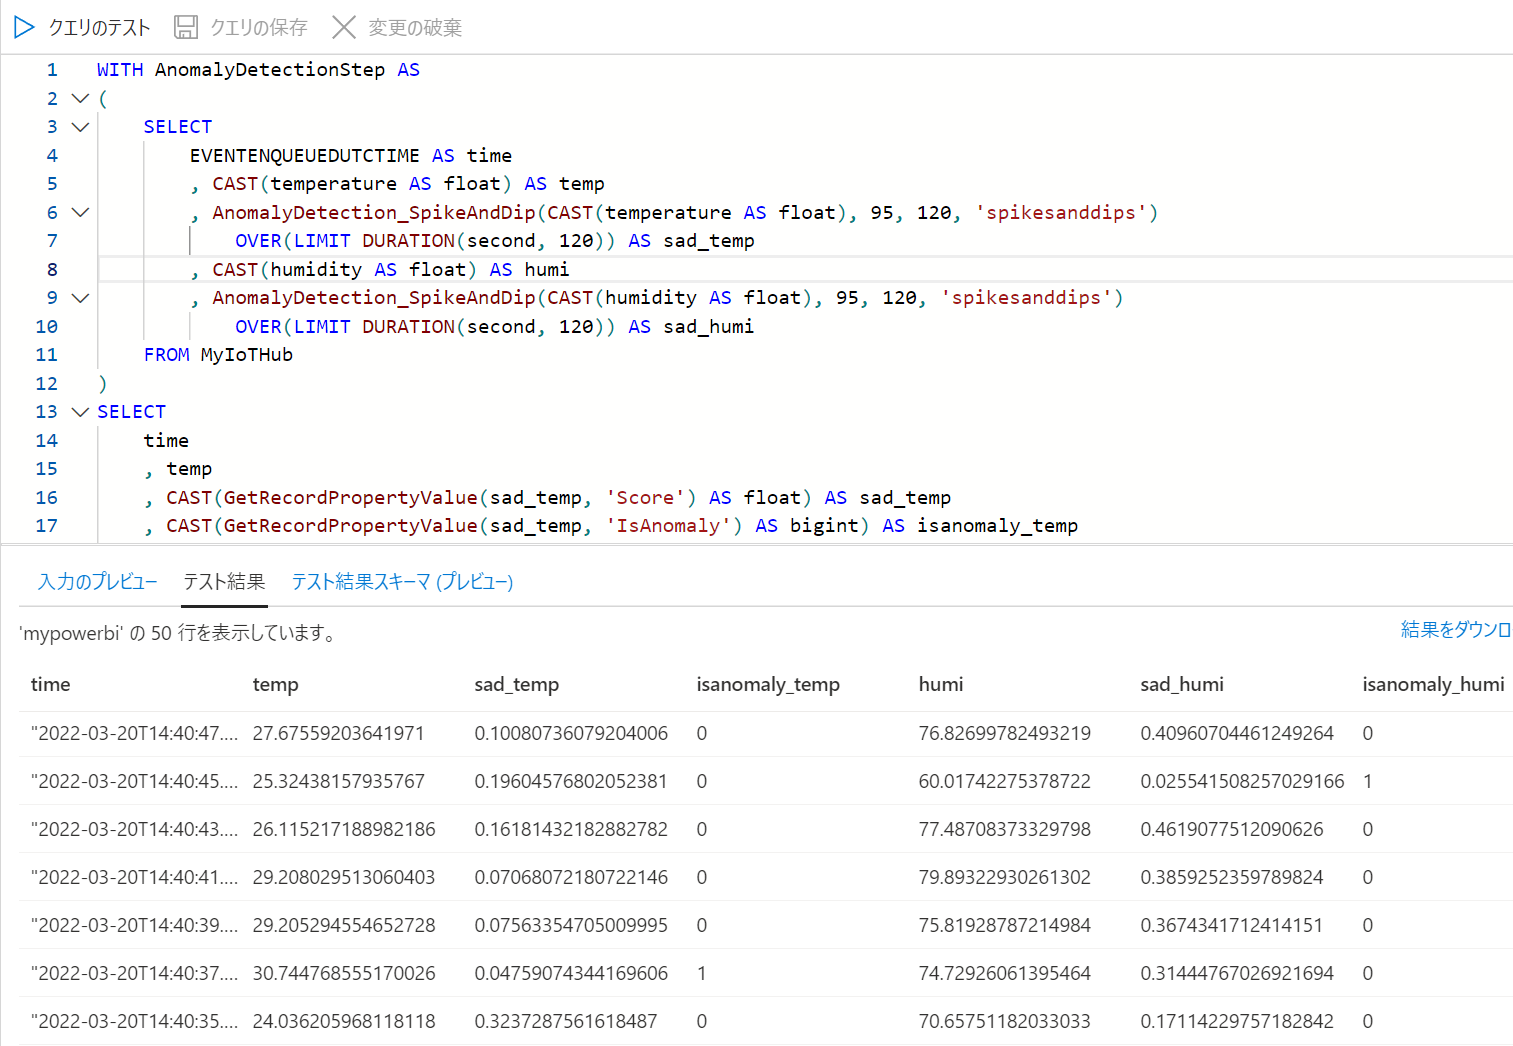 クエリのテスト クエリの保存 変更の破棄
1 WITH AnomalyDetectionStep AS
2 (
3 SELECT
4 EVENTENQUEUEDUTCTIME AS time
5 , CAST(temperature AS float) AS temp
6 , AnomalyDetection_SpikeAndDip(CAST(temperature AS float), 95, 120, 'spikesanddips')
7 OVER(LIMIT DURATION(second, 120)) AS sad_temp
8 , CAST(humidity AS float) AS humi
9 , AnomalyDetection_SpikeAndDip(CAST(humidity AS float), 95, 120, 'spikesanddips')
10 OVER(LIMIT DURATION(second, 120)) AS sad_humi
11 FROM MyIoTHub
12 )
13 SELECT
14 time
15 , temp
16 , CAST(GetRecordPropertyValue(sad_temp, 'Score') AS float) AS sad_temp
17 , CAST(GetRecordPropertyValue(sad_temp, 'IsAnomaly') AS bigint) AS isanomaly_temp
入力のプレビュー テスト結果 テスト結果スキーマ (プレビュー)
'mypowerbi' の 50 行を表示しています。 結果をダウンロ
time temp sad_temp isanomaly_temp humi sad_humi isanomaly_humi
"2022-03-20T14:40:47.... 27.67559203641971 0.10080736079204006 0 76.82699782493219 0.40960704461249264 0
"2022-03-20T14:40:45.... 25.32438157935767 0.19604576802052381 0 60.01742275378722 0.025541508257029166 1
"2022-03-20T14:40:43.... 26.115217188982186 0.16181432182882782 0 77.48708373329798 0.4619077512090626 0
"2022-03-20T14:40:41.... 29.208029513060403 0.07068072180722146 0 79.89322930261302 0.3859252359789824 0
"2022-03-20T14:40:39.... 29.205294554652728 0.07563354705009995 0 75.81928787214984 0.3674341712414151 0
"2022-03-20T14:40:37.... 30.744768555170026 0.04759074344169606 1 74.72926061395464 0.31444767026921694 0
"2022-03-20T14:40:35.... 24.036205968118118 0.3237287561618487 0 70.65751182033033 0.17114229757182842 0